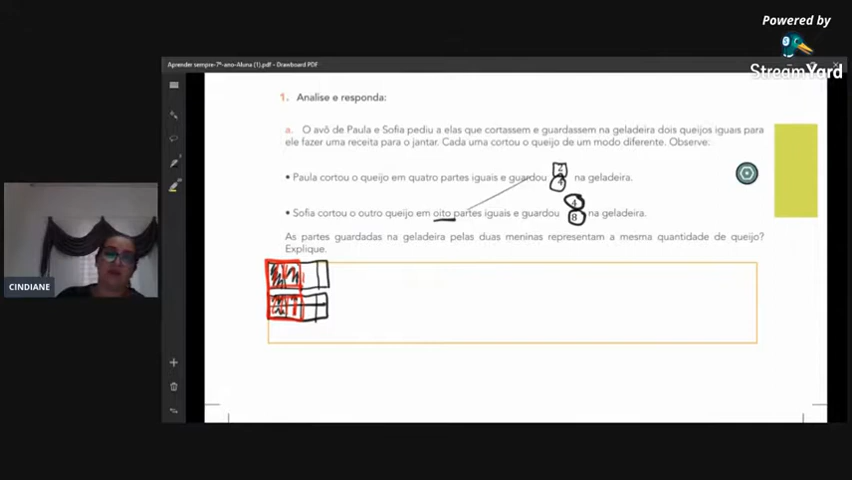 Powered by
StreamYard
Aprender sempre-7º-ano-Aluna (1).pdf - Drawboard PDF
1. Analise e responda:
a. O avô de Paula e Sofia pediu a elas que cortassem e guardassem na geladeira dois queijos iguais para
ele fazer uma receita para o jantar. Cada uma cortou o queijo de um modo diferente. Observe:
• Paula cortou o queijo em quatro partes iguais e guardou 2/4 na geladeira.
• Sofia cortou o outro queijo em oito partes iguais e guardou 4/8 na geladeira.
As partes guardadas na geladeira pelas duas meninas representam a mesma quantidade de queijo?
Explique.
CINDIANE